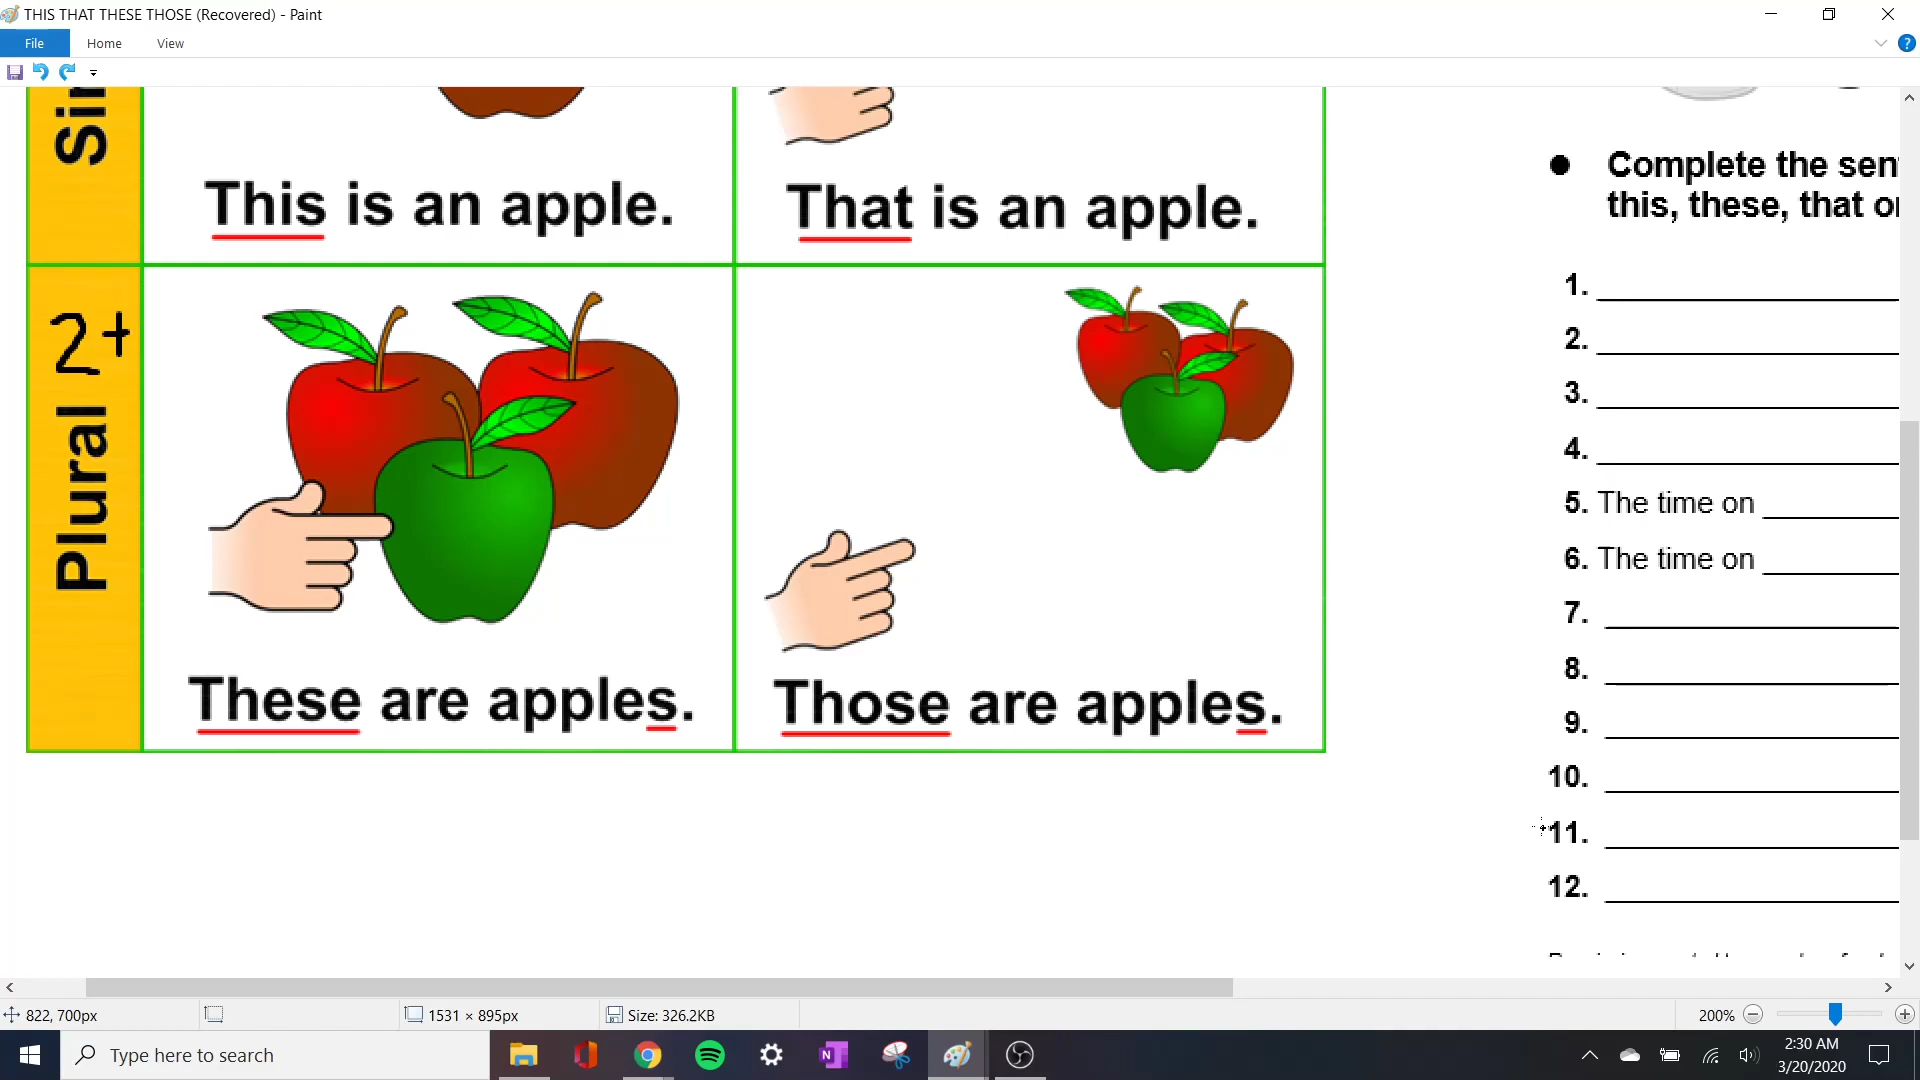 THIS THAT THESE THOSE (Recovered) - Paint
File Home View
This is an apple.
That is an apple.
2+
Plural
These are apples.
Those are apples.
Complete the
this, these, that
1.
2.
3.
4.
5. The time on
6. The time on
7.
8.
9.
10.
11.
12.
822, 700px
1531 × 895px
Size: 326.2KB
200%
Type here to search
2:30 AM
3/20/2020